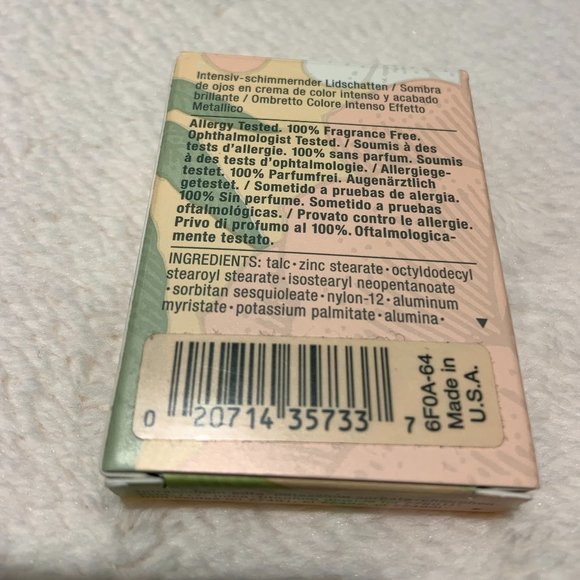 Intensiv-schimmernder Lidschatten / Sombra
de ojos en crema de color intenso y acabado
brillante / Ombretto Colore Intenso Effetto
Metallico
Allergy Tested. 100% Fragrance Free.
Ophthalmologist Tested. / Soumis à des
tests d'allergie. 100% sans parfum. Soumis
à des tests d'ophtalmologie. / Allergiege-
testet. 100% Parfumfrei. Augenärztlich
getestet. / Sometido a pruebas de alergia.
100% Sin perfume. Sometido a pruebas
oftalmológicas. / Provato contro le allergie.
Privo di profumo al 100%. Oftalmologica-
mente testato.
INGREDIENTS: talc • zinc stearate • octyldodecyl
stearoyl stearate • isostearyl neopentanoate
• sorbitan sesquioleate • nylon-12 • aluminum
myristate • potassium palmitate • alumina •
0 20714 35733 7
6F0A-64
Made in
U.S.A.